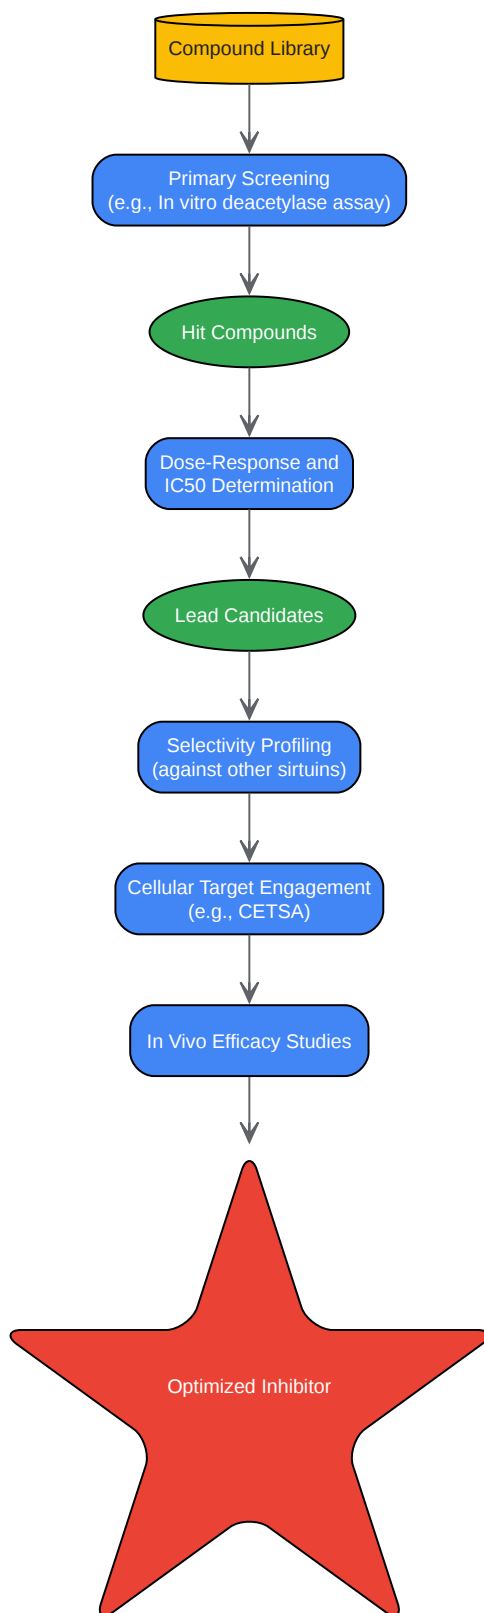 Compound Library
Primary Screening
(e.g., In vitro deacetylase assay)
Hit Compounds
Dose-Response and
IC50 Determination
Lead Candidates
Selectivity Profiling
(against other sirtuins)
Cellular Target Engagement
(e.g., CETSA)
In Vivo Efficacy Studies
Optimized Inhibitor